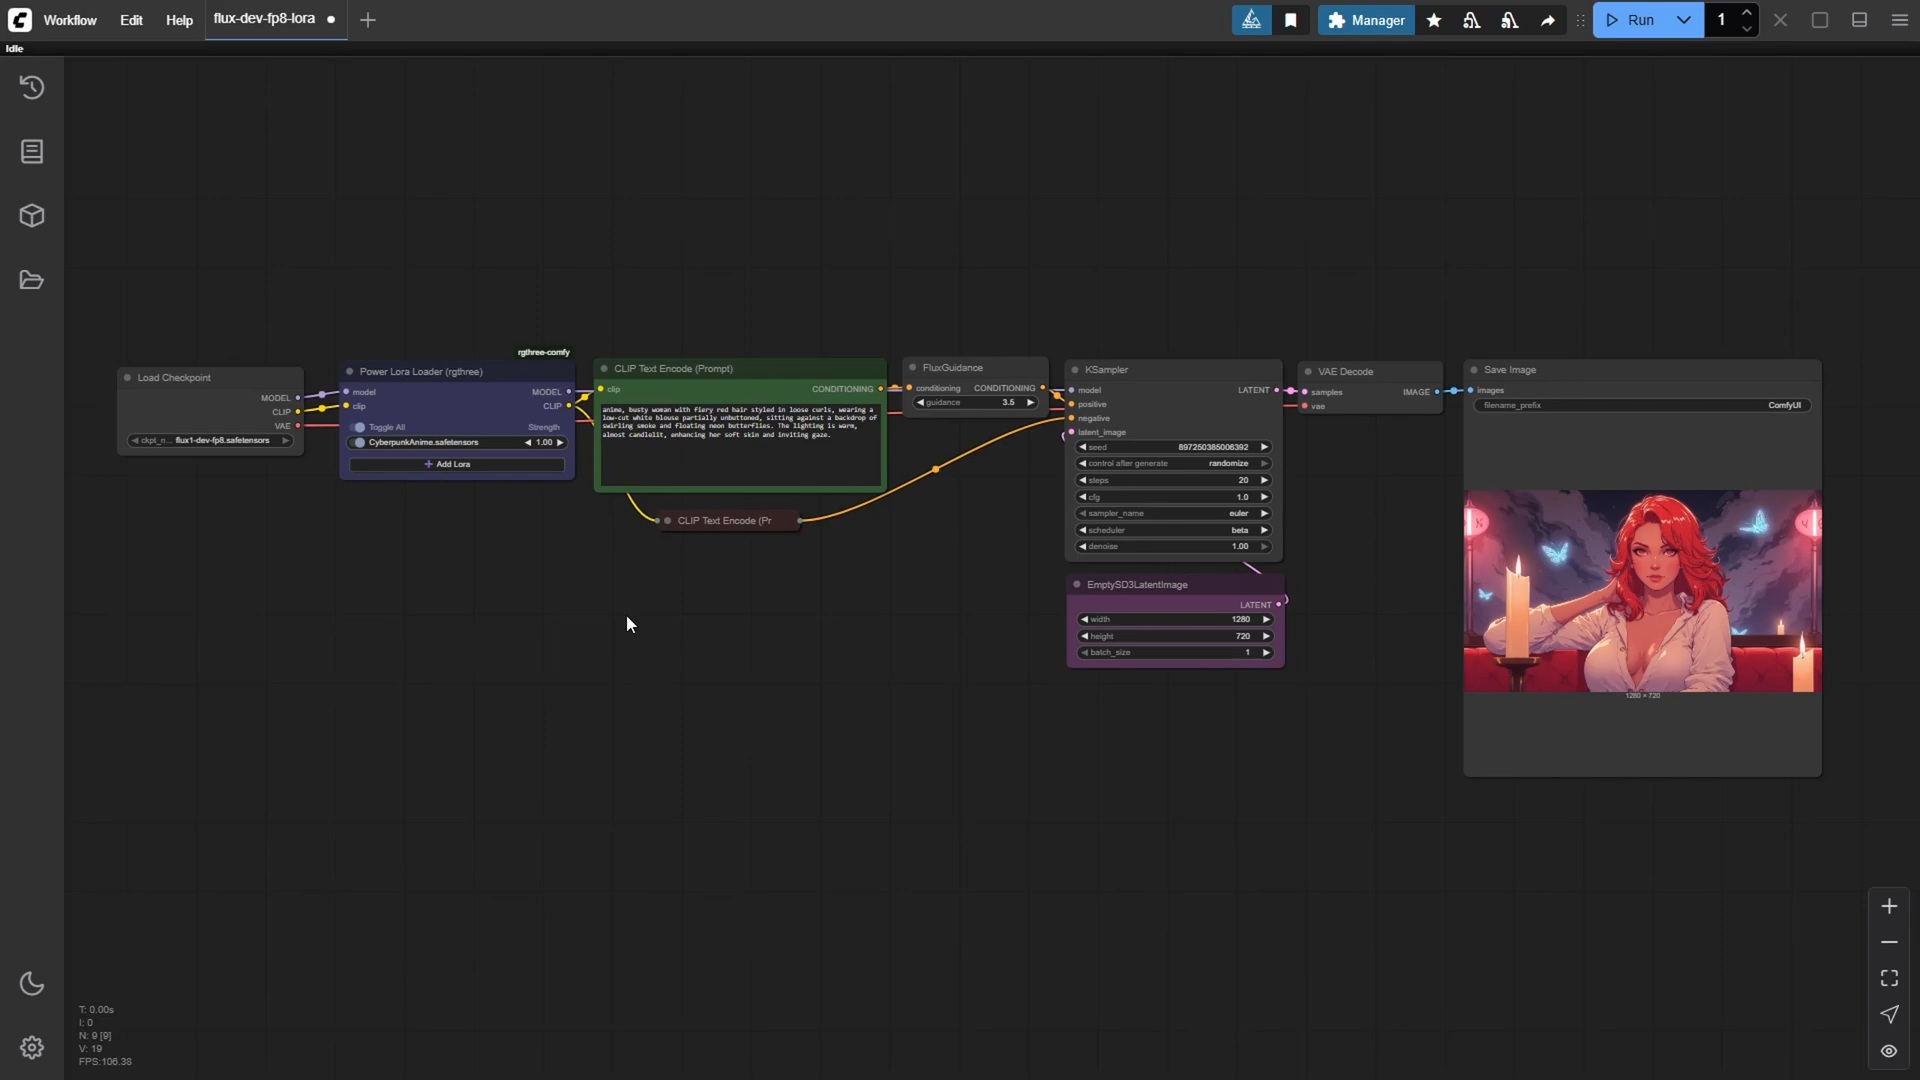 Workflow Edit Help flux-dev-fp8-lora
Manager Run 1
Idle
rgthree-comfy
Load Checkpoint
MODEL
CLIP
VAE
ckpt_n... flux1-dev-fp8.safetensors
Power Lora Loader (rgthree)
model MODEL
clip CLIP
Toggle All Strength
CyberpunkAnime.safetensors 1.00
+ Add Lora
CLIP Text Encode (Prompt)
clip CONDITIONING
anime, busty woman with fiery red hair styled in loose curls, wearing a
low-cut white blouse partially unbuttoned, sitting against a backdrop of
swirling smoke and floating neon butterflies. The lighting is warm,
almost candlelit, enhancing her soft skin and inviting gaze.
CLIP Text Encode (Pr
FluxGuidance
conditioning CONDITIONING
guidance 3.5
KSampler
model LATENT
positive
negative
latent_image
seed 897250385006392
control after generate randomize
steps 20
cfg 1.0
sampler_name euler
scheduler beta
denoise 1.00
EmptySD3LatentImage
LATENT
width 1280
height 720
batch_size 1
VAE Decode
samples IMAGE
vae
Save Image
images
filename_prefix ComfyUI
1280 × 720
T: 0.00s
I: 0
N: 9 [9]
V: 19
FPS:106.38